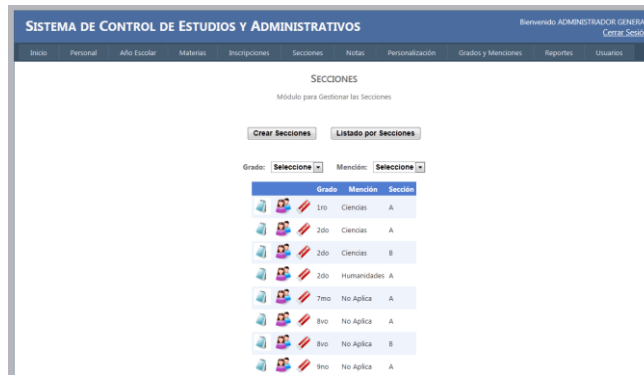 SISTEMA DE CONTROL DE ESTUDIOS Y ADMINISTRATIVOS
Bienvenido ADMINISTRADOR GENERA
Cerrar Sesió
Inicio Personal Año Escolar Materias Inscripciones Secciones Notas Personalización Grados y Menciones Reportes Usuarios
SECCIONES
Módulo para Gestionar las Secciones
Crear Secciones Listado por Secciones
Grado: Seleccione Mención: Seleccione
Grado Mención Sección
1ro Ciencias A
2do Ciencias A
2do Ciencias B
2do Humanidades A
7mo No Aplica A
8vo No Aplica A
8vo No Aplica B
9no No Aplica A